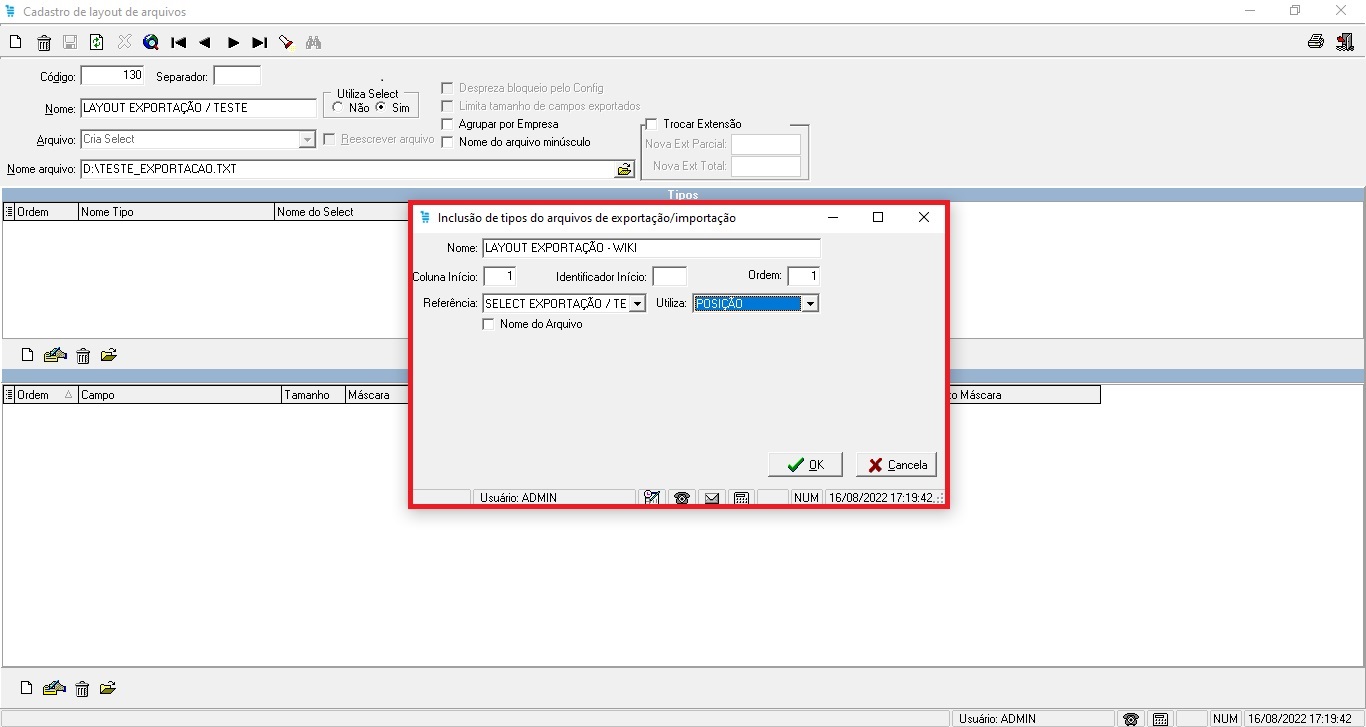 Cadastro de layout de arquivos
Código: 130 Separador:
Utiliza Select
Não Sim
Despreza bloqueio pelo Config
Limita tamanho de campos exportados
Nome: LAYOUT EXPORTAÇÃO / TESTE
Agrupar por Empresa
Trocar Extensão
Arquivo: Cria Select Reescrever arquivo
Nome do arquivo minúsculo
Nova Ext Parcial:
Nova Ext Total:
Nome arquivo: D:\TESTE_EXPORTACAO.TXT
Tipos
Ordem Nome Tipo Nome do Select
Inclusão de tipos do arquivos de exportação/importação
Nome: LAYOUT EXPORTAÇÃO - WIKI
Coluna Início: 1 Identificador Início: Ordem: 1
Referência: SELECT EXPORTAÇÃO / TE Utiliza: POSIÇÃO
Nome do Arquivo
OK Cancela
Usuário: ADMIN NUM 16/08/2022 17:19:42
Ordem Campo Tamanho Máscara o Máscara
Usuário: ADMIN NUM 16/08/2022 17:19:42